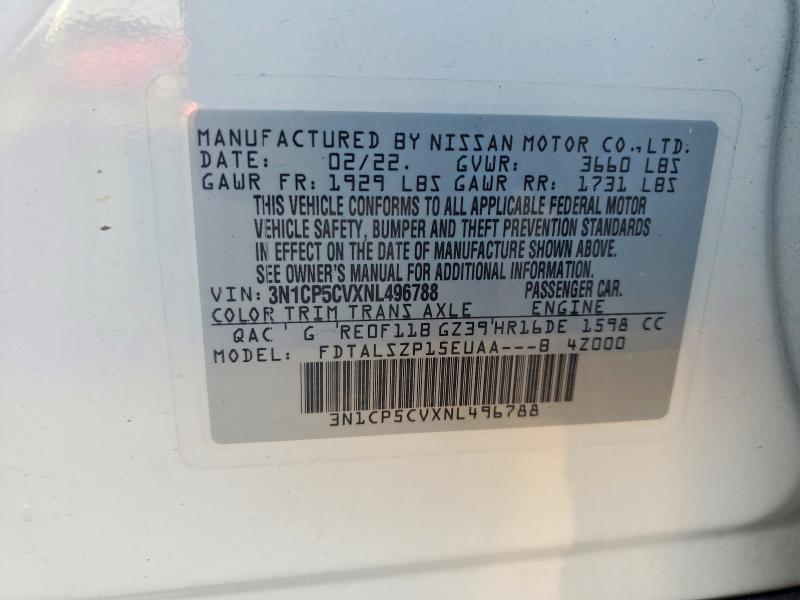 MANUFACTURED BY NISSAN MOTOR CO., LTD.
DATE: 02/22. GVWR: 3660 LBS
GAWR FR: 1929 LBS GAWR RR: 1731 LBS
THIS VEHICLE CONFORMS TO ALL APPLICABLE FEDERAL MOTOR
VEHICLE SAFETY, BUMPER AND THEFT PREVENTION STANDARDS
IN EFFECT ON THE DATE OF MANUFACTURE SHOWN ABOVE.
SEE OWNER'S MANUAL FOR ADDITIONAL INFORMATION.
VIN: 3N1CP5CVXNL496788 PASSENGER CAR.
COLOR TRIM TRANS AXLE ENGINE
QAC G RE0F11B GZ39 HR16DE 1598 CC
MODEL: FDTALSZP15EUAA---B 4Z000
3N1CP5CVXNL496788